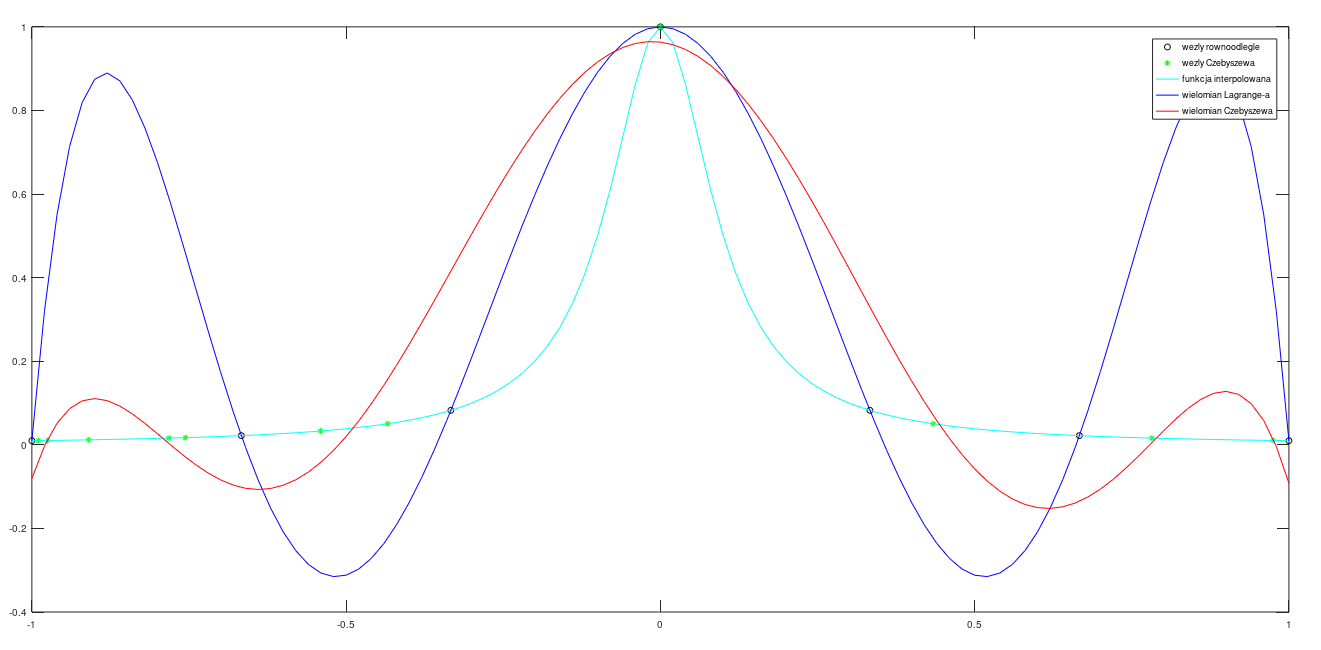 1
0.8
0.6
0.4
0.2
0
-0.2
-0.4
-1
-0.5
0
0.5
1
wezly rownoodlegle
wezly Czebyszewa
funkcja interpolowana
wielomian Lagrange-a
wielomian Czebyszewa